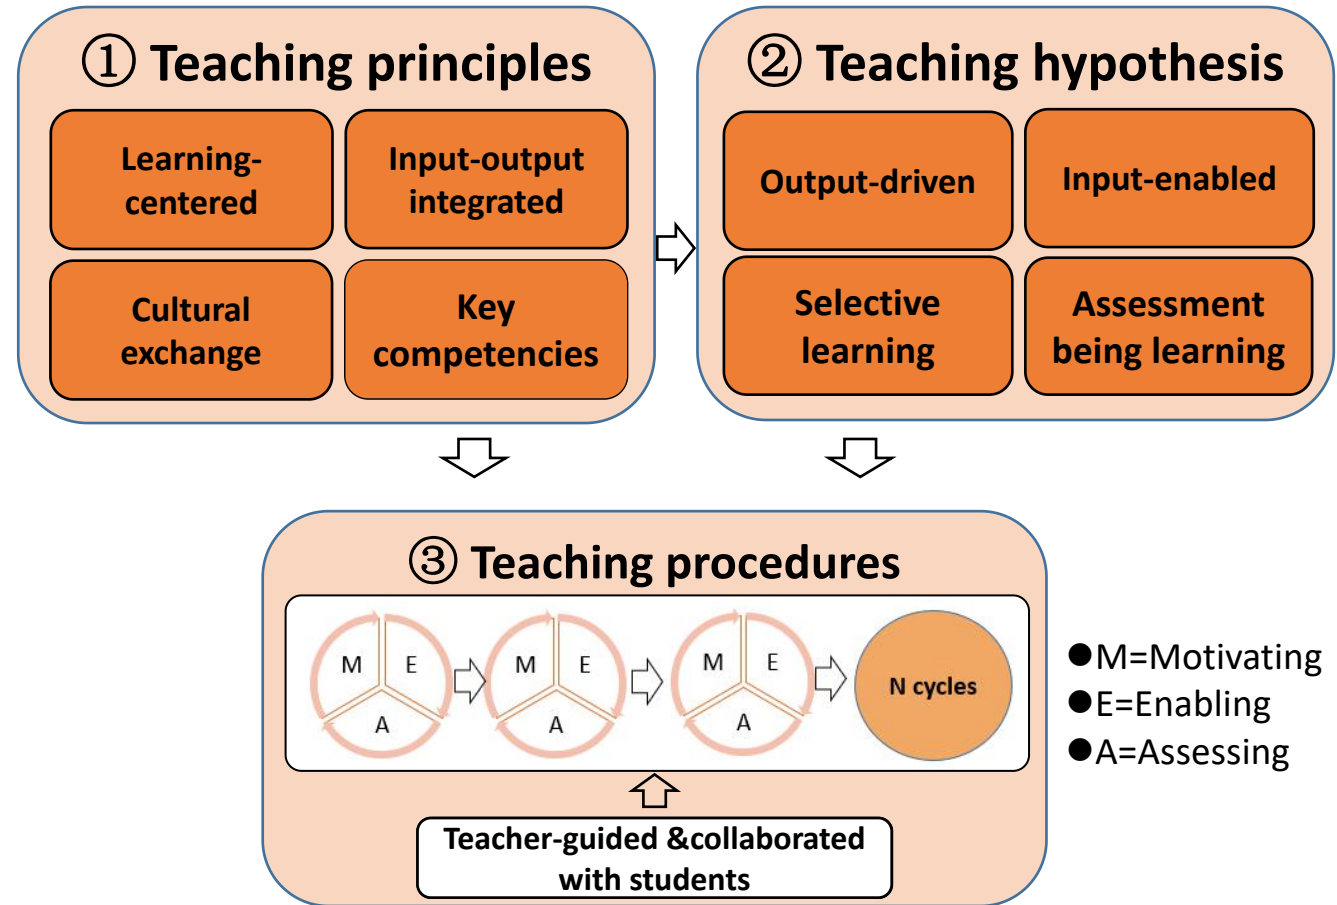 ① Teaching principles
Learning-
centered
Input-output
integrated
Cultural
exchange
Key
competencies
② Teaching hypothesis
Output-driven
Input-enabled
Selective
learning
Assessment
being learning
③ Teaching procedures
M E
A
M E
A
M E
A
N cycles
●M=Motivating
●E=Enabling
●A=Assessing
Teacher-guided &collaborated
with students